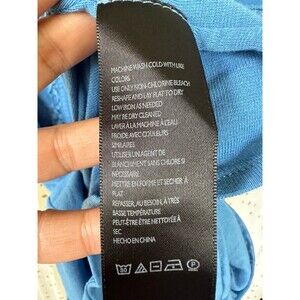 MACHINE WASH COLD WITH LIKE
COLORS
USE ONLY NON-CHLORINE BLEACH
RESHAPE AND LAY FLAT TO DRY
LOW IRON AS NEEDED
MAY BE DRY CLEANED
LAVER À LA MACHINE À L'EAU
FROIDE AVEC COULEURS
SIMILAIRES
UTILISER UN AGENT DE
BLANCHIMENT SANS CHLORE SI
NÉCESSAIRE
METTRE EN FORME ET SÉCHER À
PLAT
REPASSER, AU BESOIN, À TRÈS
BASSE TEMPÉRATURE
PEUT-ÊTRE ÊTRE NETTOYÉE À
SEC
HECHO EN CHINA
30
P